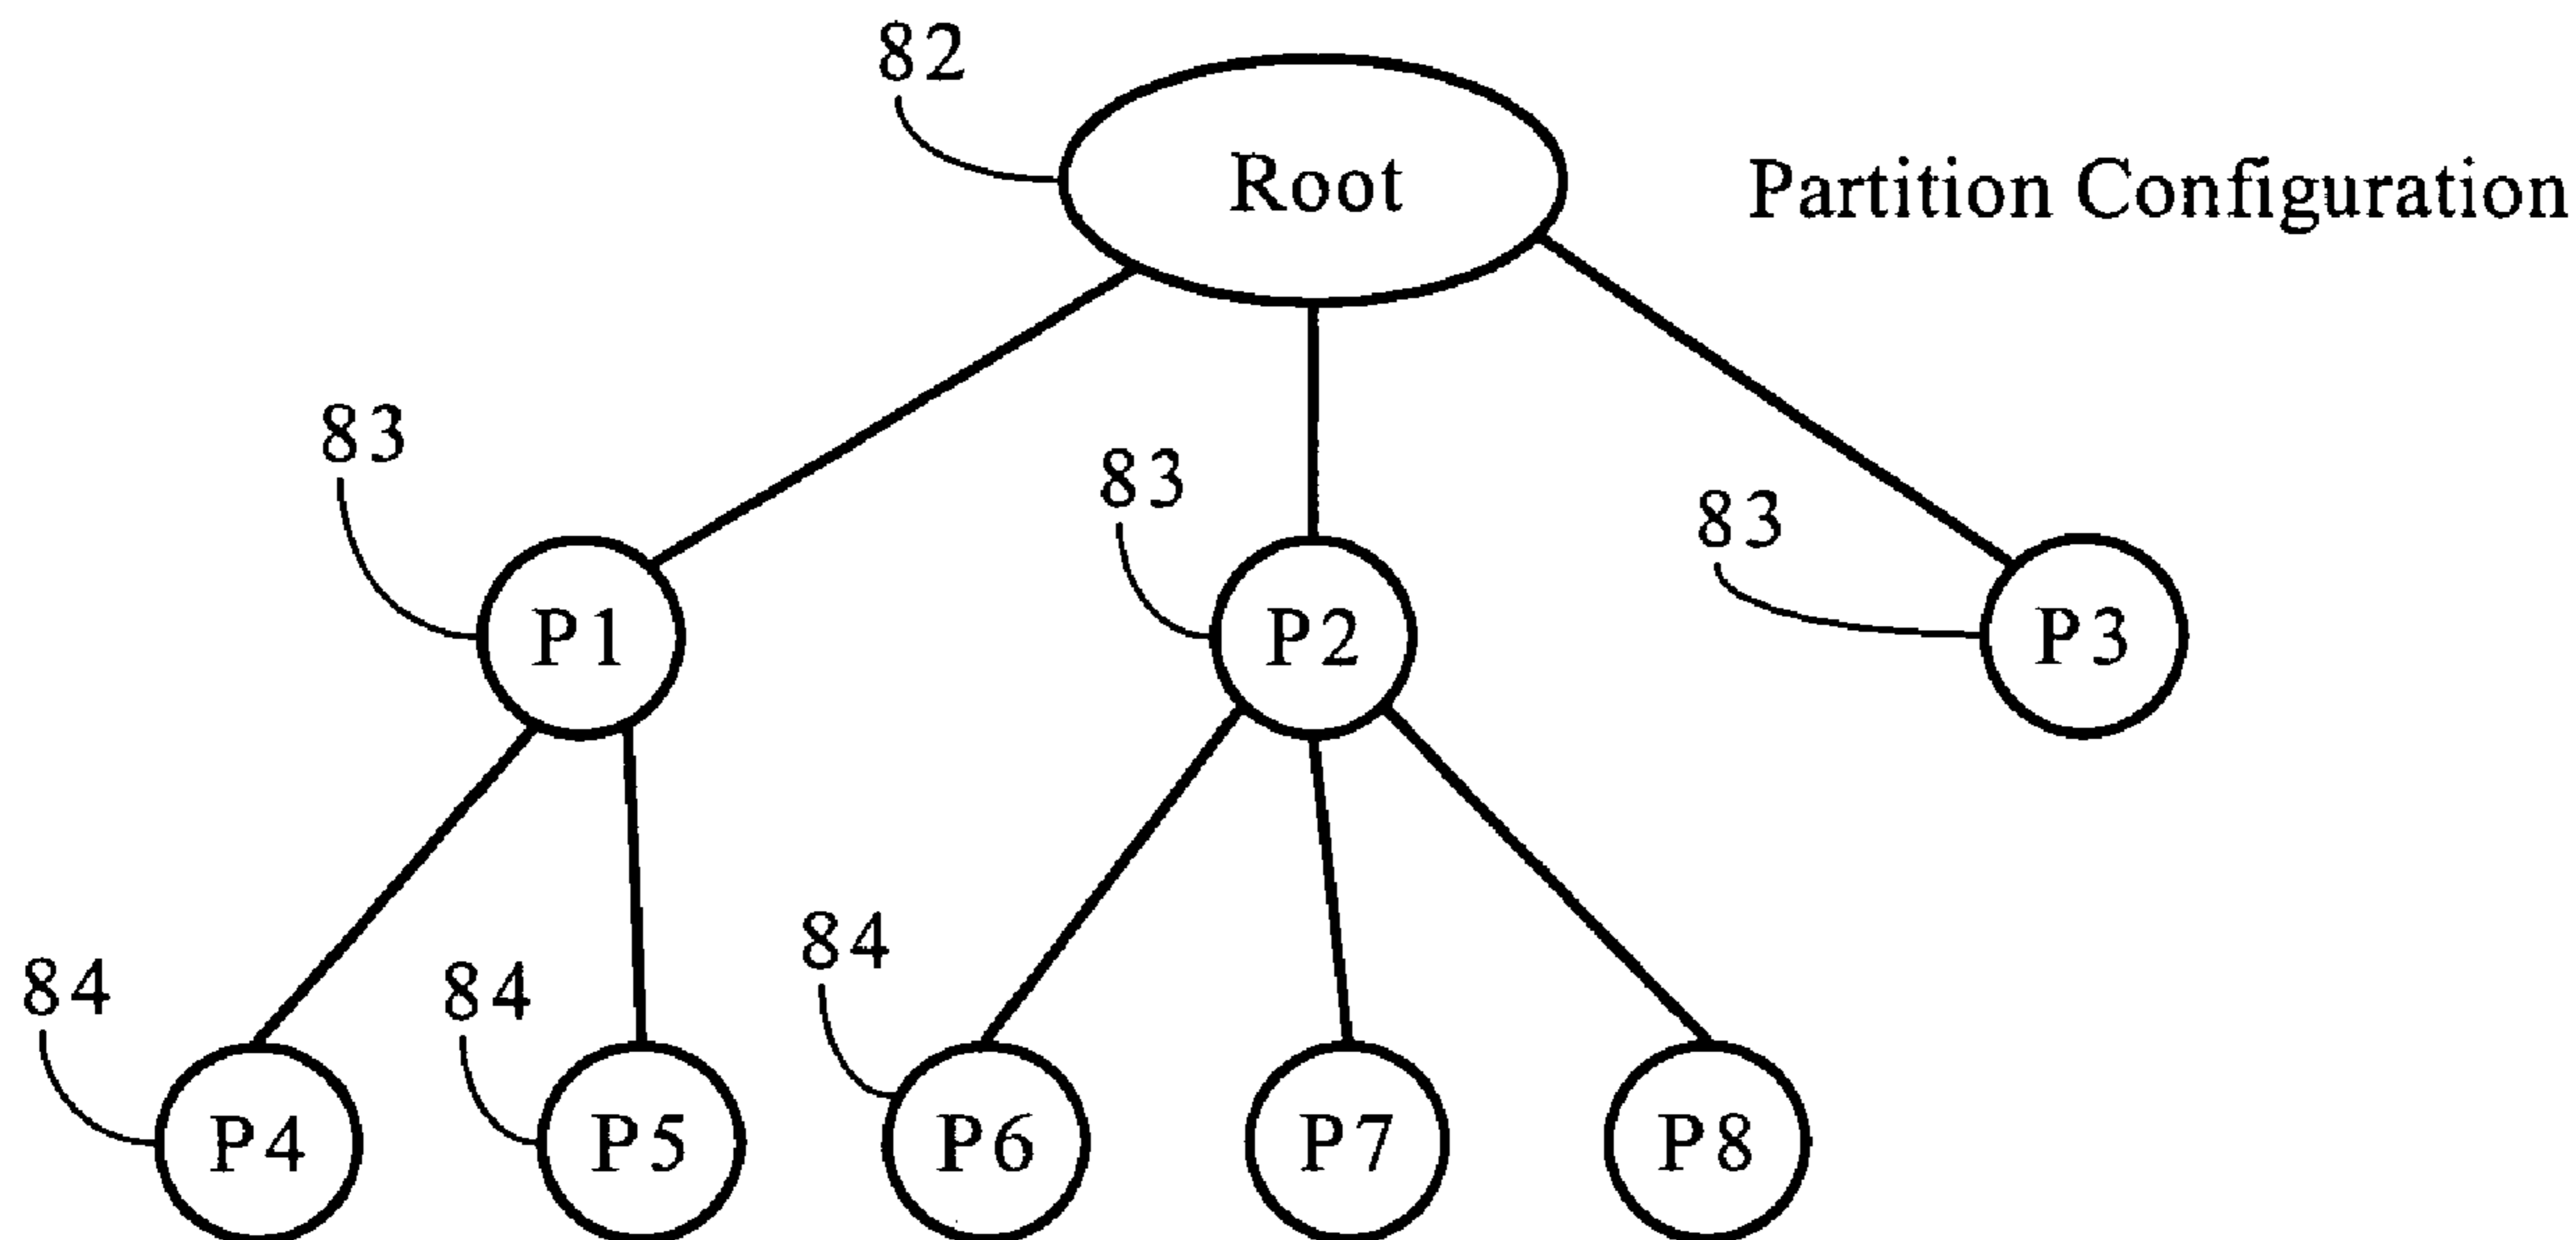 82
Root
Partition Configuration
83
83
83
P1
P2
P3
84
84
84
P4
P5
P6
P7
P8